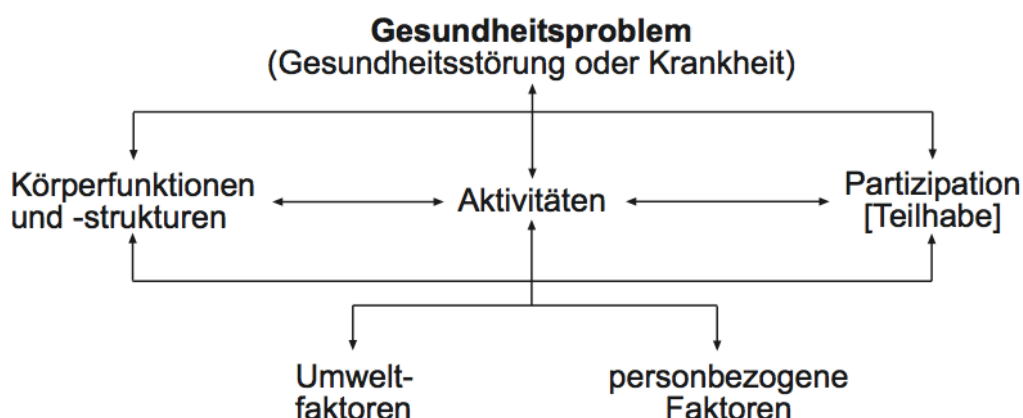 Gesundheitsproblem
(Gesundheitsstörung oder Krankheit)
Körperfunktionen
und -strukturen
Aktivitäten
Partizipation
[Teilhabe]
Umwelt-
faktoren
personbezogene
Faktoren